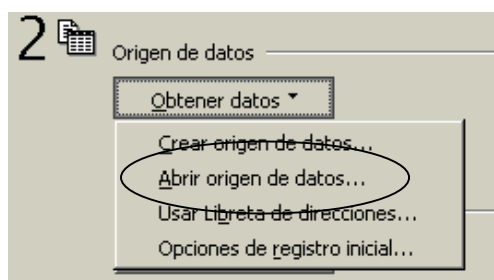 2 Origen de datos
Obtener datos
Crear origen de datos...
Abrir origen de datos...
Usar Libreta de direcciones...
Opciones de registro inicial...